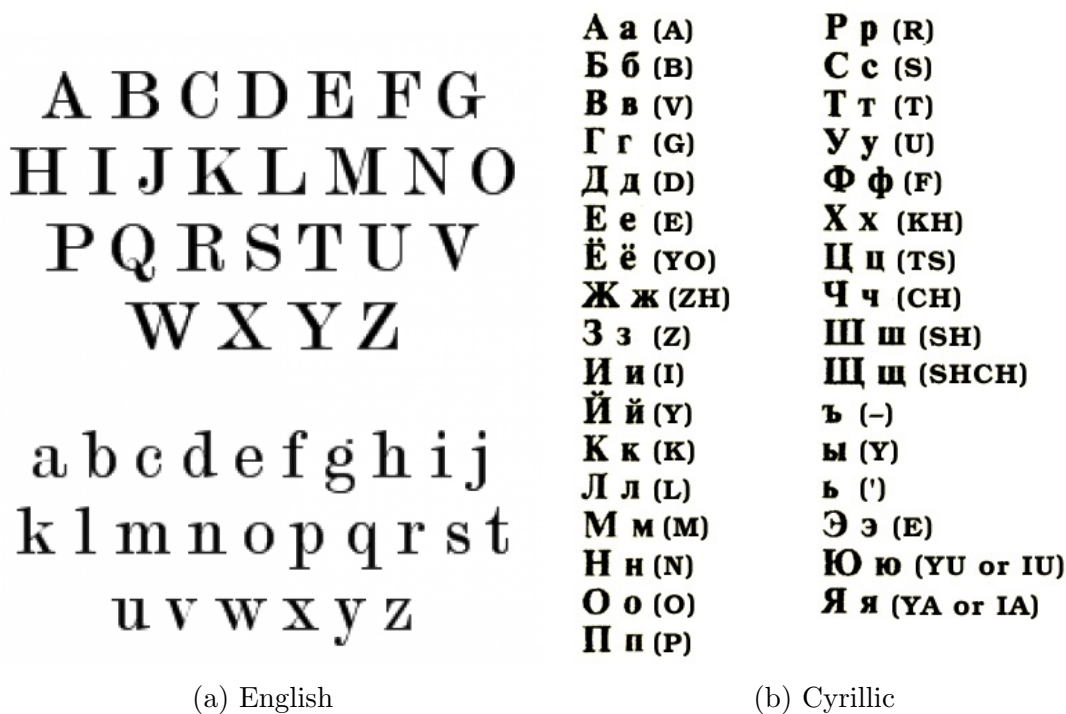 A B C D E F G
H I J K L M N O
P Q R S T U V
W X Y Z
a b c d e f g h i j
k l m n o p q r s t
u v w x y z
(a) English
А а (A)
Б б (B)
В в (V)
Г г (G)
Д д (D)
Е е (E)
Ё ё (YO)
Ж ж (ZH)
З з (Z)
И и (I)
Й й (Y)
К к (K)
Л л (L)
М м (M)
Н н (N)
О о (O)
П п (P)
Р р (R)
С с (S)
Т т (T)
У у (U)
Ф ф (F)
Х х (KH)
Ц ц (TS)
Ч ч (CH)
Ш ш (SH)
Щ щ (SHCH)
ъ (–)
ы (Y)
ь (')
Э э (E)
Ю ю (YU or IU)
Я я (YA or IA)
(b) Cyrillic